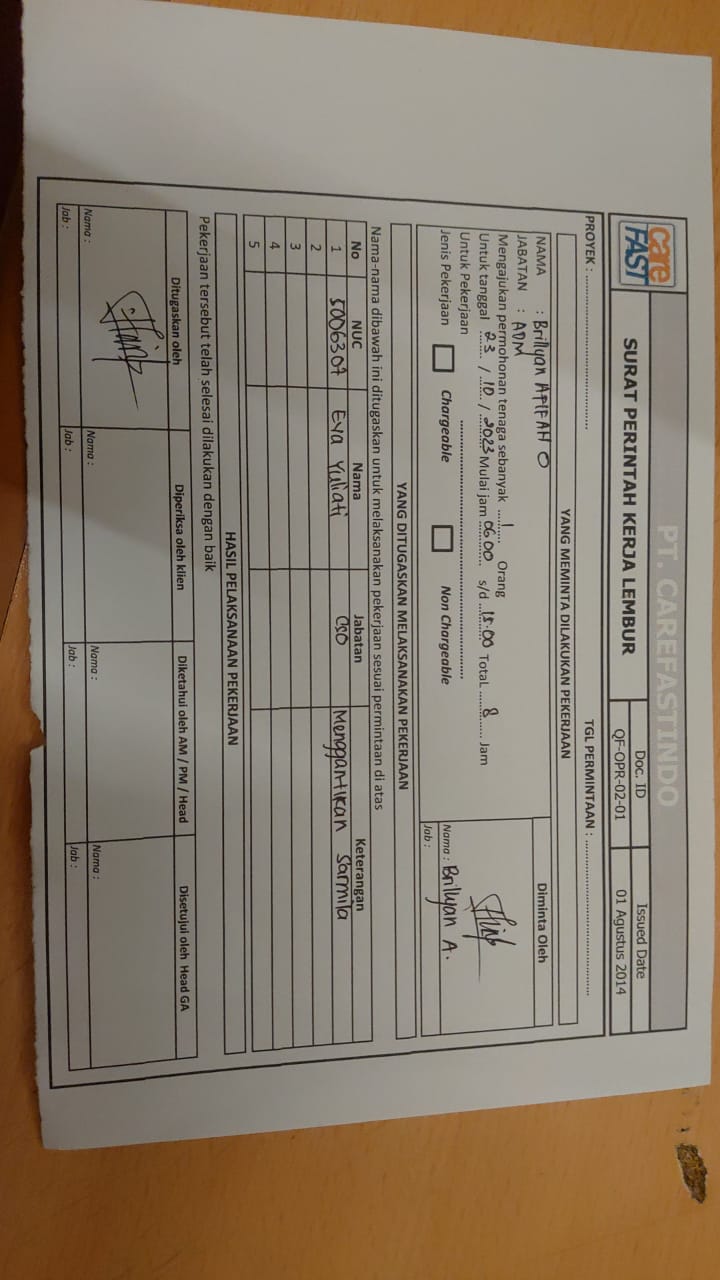 PT. CAREFASTINDO
care FAST
SURAT PERINTAH KERJA LEMBUR
Doc. ID
QF-OPR-02-01
Issued Date
01 Agustus 2014
PROYEK : ................................ TGL PERMINTAAN : ................................
YANG MEMINTA DILAKUKAN PEKERJAAN
NAMA : Brillyan AFIFAH O
JABATAN : ADM
Mengajukan permohonan tenaga sebanyak ...1... Orang
Untuk tanggal 23 / 10 / 2023 Mulai jam 06.00 s/d 15.00 Total 8 Jam
Untuk Pekerjaan ................................
Jenis Pekerjaan Chargeable Non Chargeable
Diminta Oleh
Nama : Brillyan A.
Jab :
YANG DITUGASKAN MELAKSANAKAN PEKERJAAN
Nama-nama dibawah ini ditugaskan untuk melaksanakan pekerjaan sesuai permintaan di atas
No NUC Nama Jabatan Keterangan
1 5006307 Eva Yuliati CSO Menggantikan Sarmila
2
3
4
5
HASIL PELAKSANAAN PEKERJAAN
Pekerjaan tersebut telah selesai dilakukan dengan baik
Ditugaskan oleh Diperiksa oleh klien Diketahui oleh AM / PM / Head Disetujui oleh Head GA
Nama : Nama : Nama : Nama :
Jab : Jab : Jab : Jab :